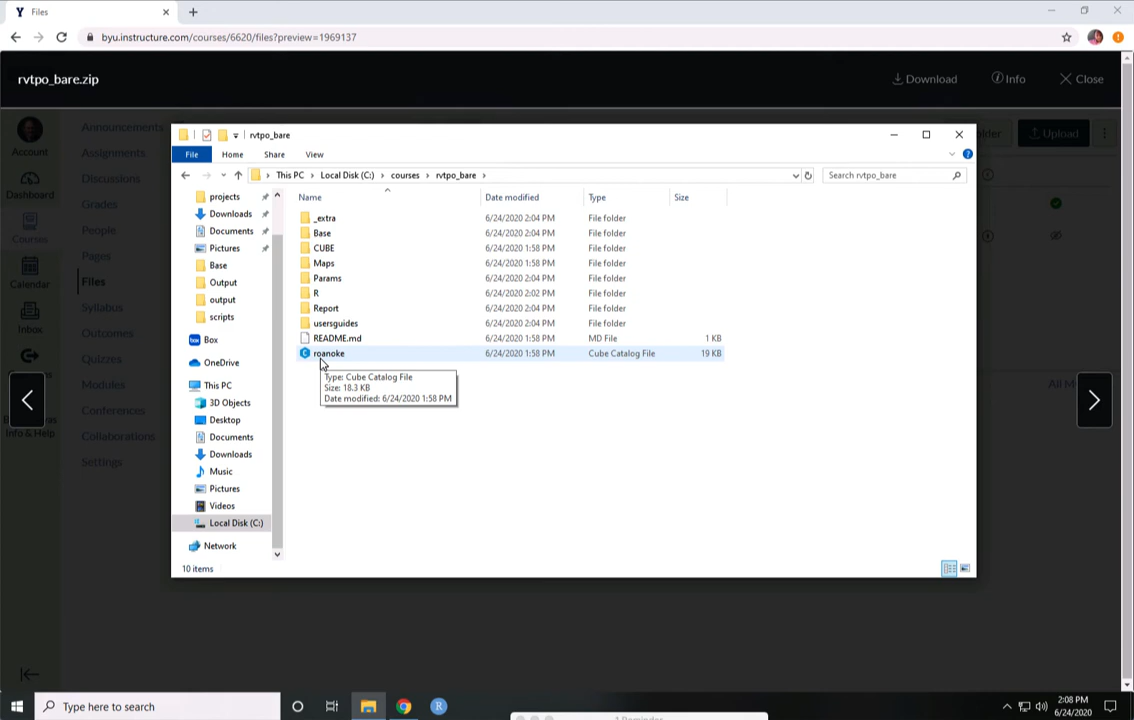 Files
byu.instructure.com/courses/6620/files?preview=1969137
rvtpo_bare.zip
Download
Info
Close
Account
Dashboard
Courses
Calendar
Inbox
Info & Help
Announcements
Assignments
Discussions
Grades
People
Pages
Files
Syllabus
Outcomes
Quizzes
Modules
Conferences
Collaborations
Settings
Upload
All M
rvtpo_bare
File
Home
Share
View
This PC
Local Disk (C:)
courses
rvtpo_bare
Search rvtpo_bare
projects
Downloads
Documents
Pictures
Base
Output
output
scripts
Box
OneDrive
This PC
3D Objects
Desktop
Documents
Downloads
Music
Pictures
Videos
Local Disk (C:)
Network
Name Date modified Type Size
_extra 6/24/2020 2:04 PM File folder
Base 6/24/2020 2:04 PM File folder
CUBE 6/24/2020 1:58 PM File folder
Maps 6/24/2020 1:58 PM File folder
Params 6/24/2020 2:04 PM File folder
R 6/24/2020 2:02 PM File folder
Report 6/24/2020 2:04 PM File folder
usersguides 6/24/2020 2:04 PM File folder
README.md 6/24/2020 1:58 PM MD File 1 KB
roanoke 6/24/2020 1:58 PM Cube Catalog File 19 KB
Type: Cube Catalog File
Size: 18.3 KB
Date modified: 6/24/2020 1:58 PM
10 items
Type here to search
R
2:08 PM
6/24/2020